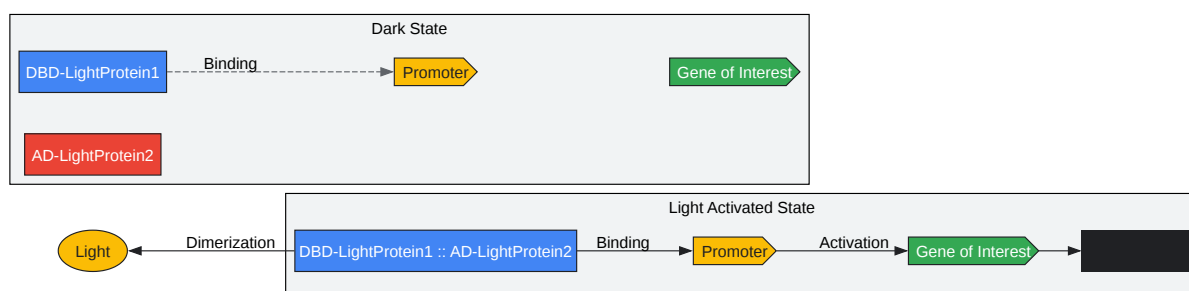 Dark State
DBD-LightProtein1
Binding
Promoter
Gene of Interest
AD-LightProtein2
Light Activated State
Light
Dimerization
DBD-LightProtein1 :: AD-LightProtein2
Binding
Promoter
Activation
Gene of Interest